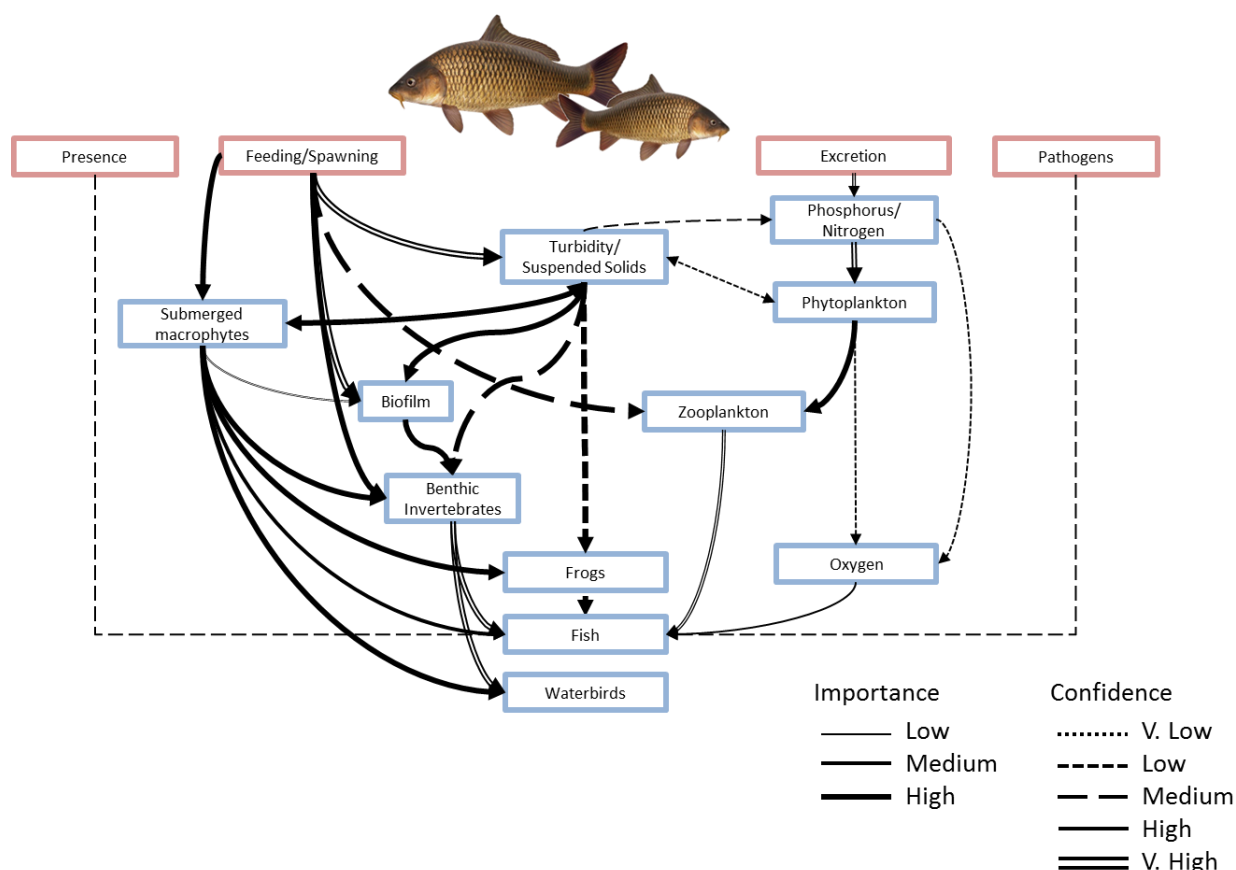 Presence
Feeding/Spawning
Excretion
Pathogens
Phosphorus/
Nitrogen
Turbidity/
Suspended Solids
Phytoplankton
Submerged
macrophytes
Biofilm
Zooplankton
Benthic
Invertebrates
Frogs
Oxygen
Fish
Waterbirds
Importance
Low
Medium
High
Confidence
V. Low
Low
Medium
High
V. High